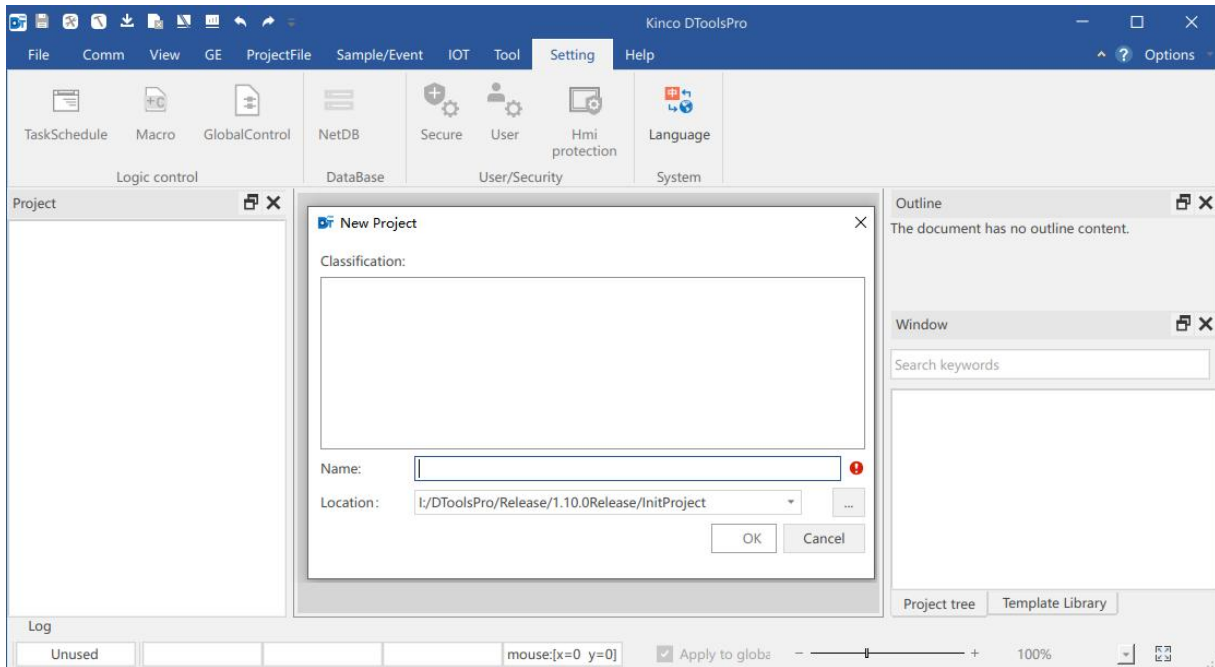 Kinco DToolsPro
File Comm View GE ProjectFile Sample/Event IOT Tool Setting Help Options
TaskSchedule Macro GlobalControl NetDB Secure User Hmi protection Language
Logic control DataBase User/Security System
Project
New Project
Classification:
Name:
Location: I:/DToolsPro/Release/1.10.0Release/InitProject ...
OK Cancel
Outline
The document has no outline content.
Window
Search keywords
Project tree Template Library
Log
Unused mouse:[x=0 y=0] Apply to globa 100%